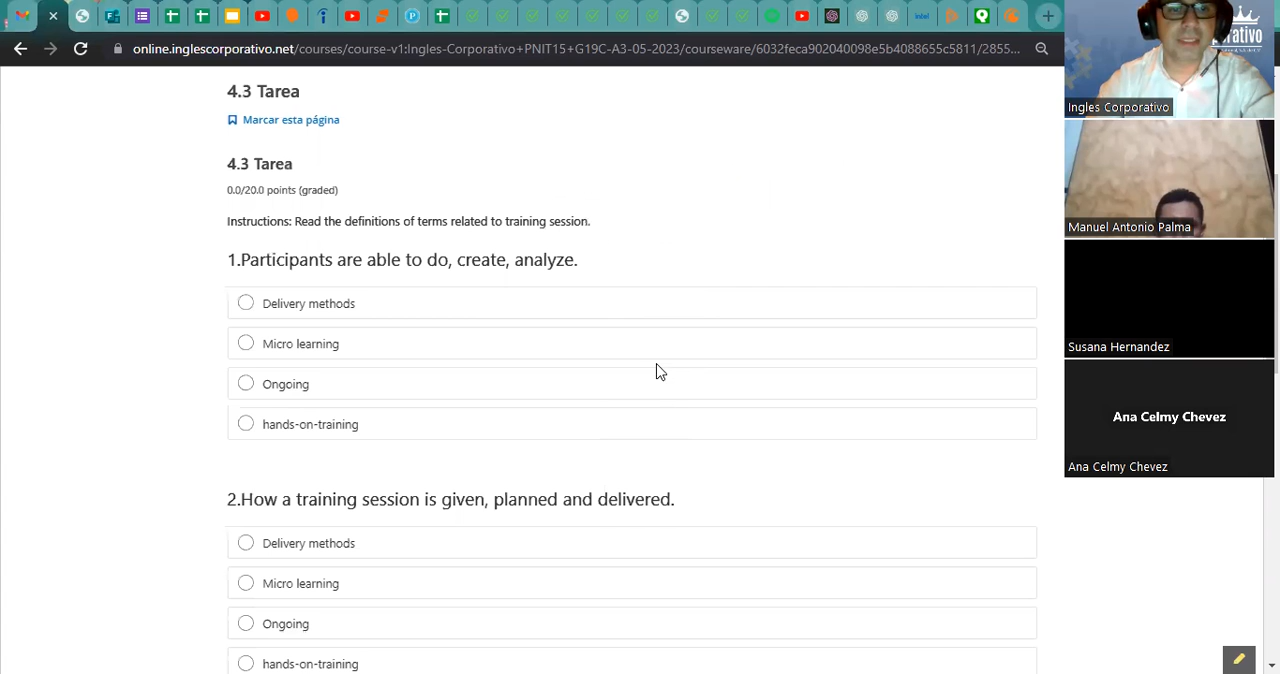 online.inglescorporativo.net/courses/course-v1:Ingles-Corporativo+PNIT15+G19C-A3-05-2023/courseware/6032feca902040098e5b4088655c5811/2855...
4.3 Tarea
Marcar esta página
4.3 Tarea
0.0/20.0 points (graded)
Instructions: Read the definitions of terms related to training session.
1.Participants are able to do, create, analyze.
Delivery methods
Micro learning
Ongoing
hands-on-training
2.How a training session is given, planned and delivered.
Delivery methods
Micro learning
Ongoing
hands-on-training
Ingles Corporativo
Manuel Antonio Palma
Susana Hernandez
Ana Celmy Chevez
Ana Celmy Chevez